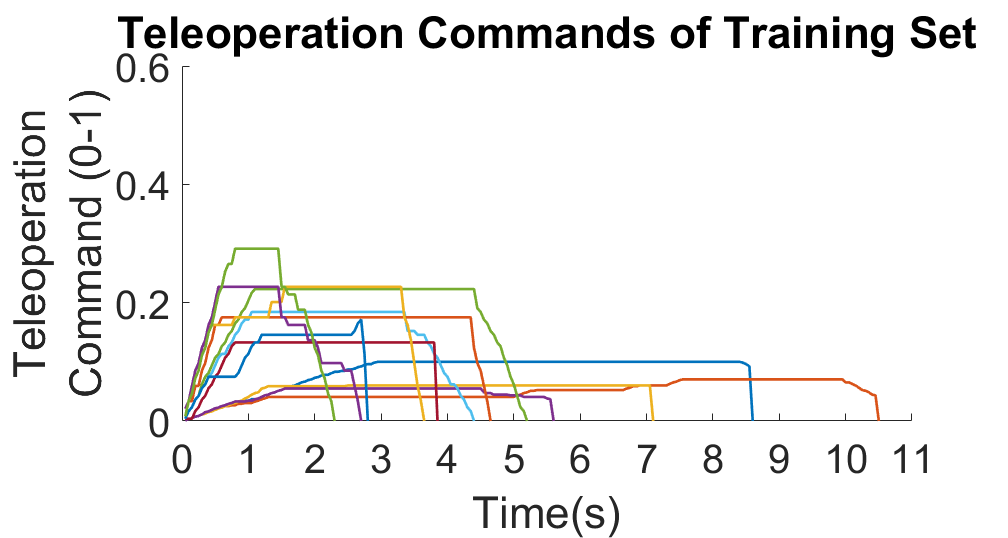 Teleoperation Commands of Training Set
Teleoperation
Command (0-1)
0.6
0.4
0.2
0
0 1 2 3 4 5 6 7 8 9 10 11
Time(s)